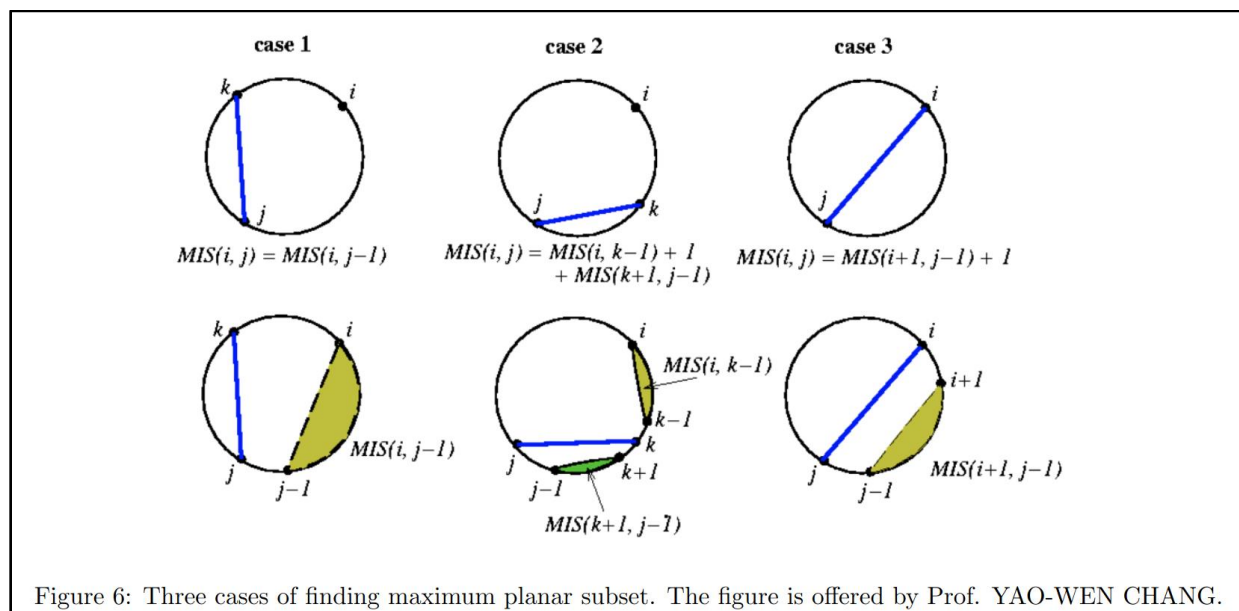 case 1
case 2
case 3
k
i
j
MIS(i, j) = MIS(i, j–1)
i
j
k
MIS(i, j) = MIS(i, k–1) + 1
+ MIS(k+1, j–1)
i
j
MIS(i, j) = MIS(i+1, j–1) + 1
k
i
MIS(i, j–1)
j
j–1
i
MIS(i, k–1)
k–1
k
j
k+1
j–1
MIS(k+1, j–1)
i
i+1
j
MIS(i+1, j–1)
j–1
Figure 6: Three cases of finding maximum planar subset. The figure is offered by Prof. YAO-WEN CHANG.